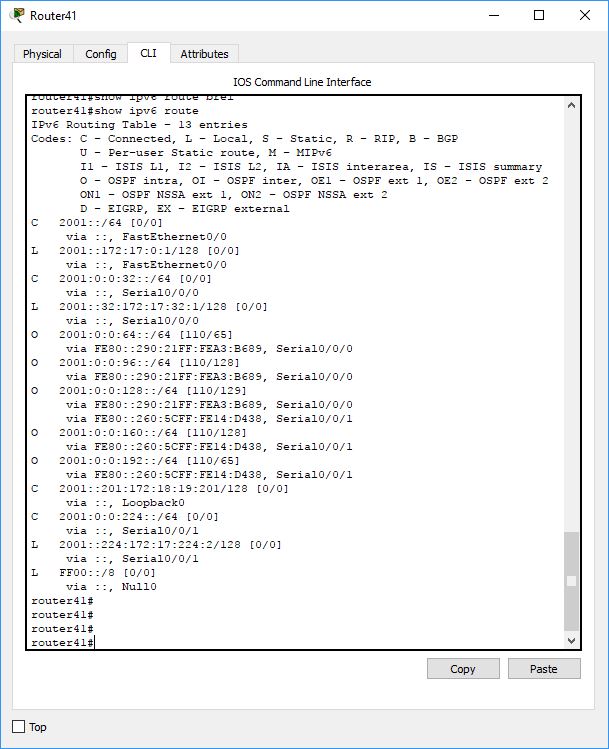 Router41
Physical Config CLI Attributes
IOS Command Line Interface
router41#show ipv6 route brei
router41#show ipv6 route
IPv6 Routing Table - 13 entries
Codes: C - Connected, L - Local, S - Static, R - RIP, B - BGP
U - Per-user Static route, M - MIPv6
I1 - ISIS L1, I2 - ISIS L2, IA - ISIS interarea, IS - ISIS summary
O - OSPF intra, OI - OSPF inter, OE1 - OSPF ext 1, OE2 - OSPF ext 2
ON1 - OSPF NSSA ext 1, ON2 - OSPF NSSA ext 2
D - EIGRP, EX - EIGRP external
C 2001::/64 [0/0]
via ::, FastEthernet0/0
L 2001::172:17:0:1/128 [0/0]
via ::, FastEthernet0/0
C 2001:0:0:32::/64 [0/0]
via ::, Serial0/0/0
L 2001::32:172:17:32:1/128 [0/0]
via ::, Serial0/0/0
O 2001:0:0:64::/64 [110/65]
via FE80::290:21FF:FEA3:B689, Serial0/0/0
O 2001:0:0:96::/64 [110/128]
via FE80::290:21FF:FEA3:B689, Serial0/0/0
O 2001:0:0:128::/64 [110/129]
via FE80::290:21FF:FEA3:B689, Serial0/0/0
via FE80::260:5CFF:FE14:D438, Serial0/0/1
O 2001:0:0:160::/64 [110/128]
via FE80::260:5CFF:FE14:D438, Serial0/0/1
O 2001:0:0:192::/64 [110/65]
via FE80::260:5CFF:FE14:D438, Serial0/0/1
C 2001::201:172:18:19:201/128 [0/0]
via ::, Loopback0
C 2001:0:0:224::/64 [0/0]
via ::, Serial0/0/1
L 2001::224:172:17:224:2/128 [0/0]
via ::, Serial0/0/1
L FF00::/8 [0/0]
via ::, Null0
router41#
router41#
router41#
router41#
Copy Paste
Top